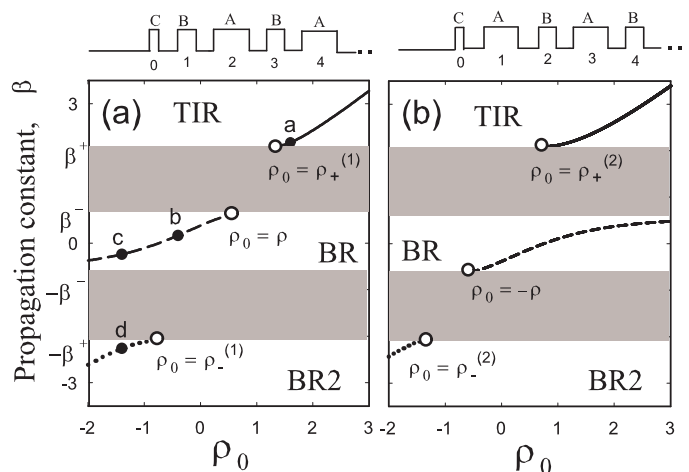 C B A B A
0 1 2 3 4
C A B A B
0 1 2 3 4
Propagation constant, β
3
β⁺
β⁻
0
−β⁻
−β⁺
-3
(a) TIR
a
ρ₀ = ρ₊⁽¹⁾
b
c
ρ₀ = ρ
BR
d
ρ₀ = ρ₋⁽¹⁾
BR2
-2 -1 0 1 2 3
ρ₀
(b) TIR
ρ₀ = ρ₊⁽²⁾
BR
ρ₀ = −ρ
ρ₀ = ρ₋⁽²⁾
BR2
-2 -1 0 1 2 3
ρ₀